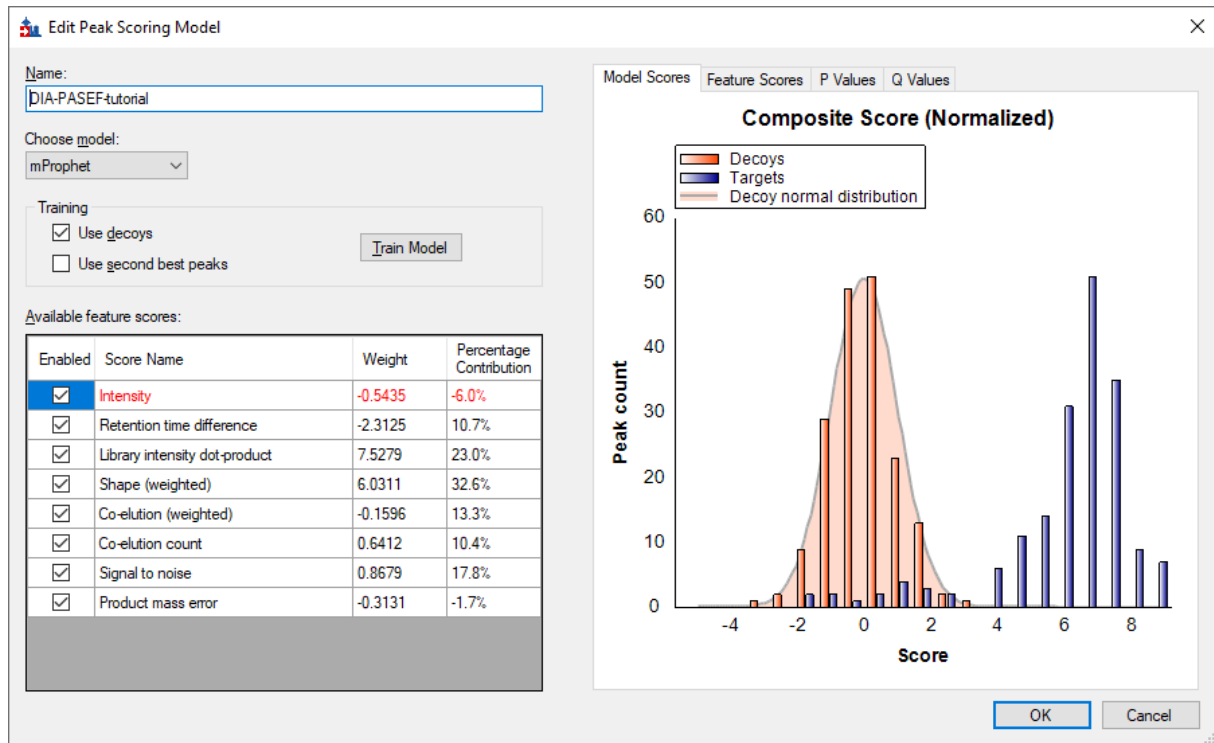 Edit Peak Scoring Model
Name:
DIA-PASEF-tutorial
Choose model:
mProphet
Training
Use decoys
Use second best peaks
Train Model
Available feature scores:
Enabled Score Name Weight Percentage Contribution
Intensity -0.5435 -6.0%
Retention time difference -2.3125 10.7%
Library intensity dot-product 7.5279 23.0%
Shape (weighted) 6.0311 32.6%
Co-elution (weighted) -0.1596 13.3%
Co-elution count 0.6412 10.4%
Signal to noise 0.8679 17.8%
Product mass error -0.3131 -1.7%
Model Scores Feature Scores P Values Q Values
Composite Score (Normalized)
Decoys
Targets
Decoy normal distribution
60
50
40
30
20
10
0
Peak count
-4 -2 0 2 4 6 8
Score
OK Cancel